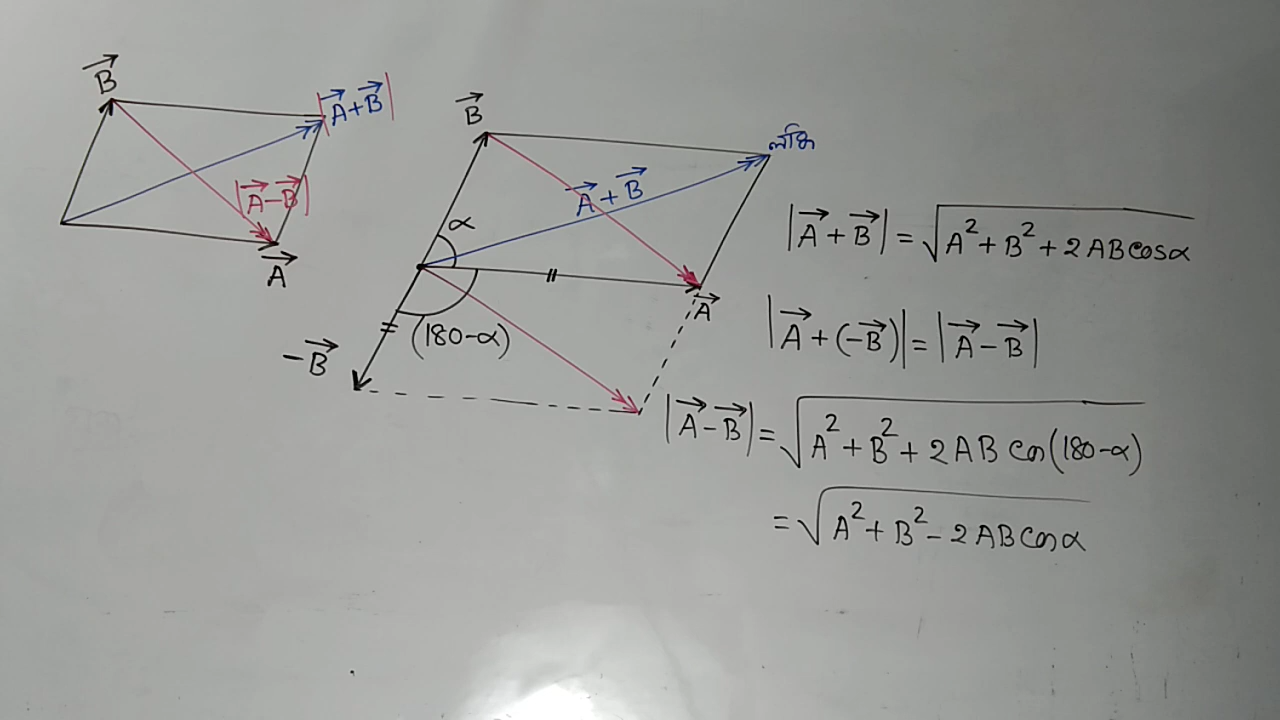 B⃗
|A⃗+B⃗|
|A⃗-B⃗|
A⃗
B⃗
লব্ধি
A⃗+B⃗
α
A⃗
(180-α)
-B⃗
|A⃗+B⃗| = √(A²+B²+2ABcosα)
|A⃗+(-B⃗)| = |A⃗-B⃗|
|A⃗-B⃗| = √(A²+B²+2AB cos(180-α)
= √(A²+B²-2ABcosα)